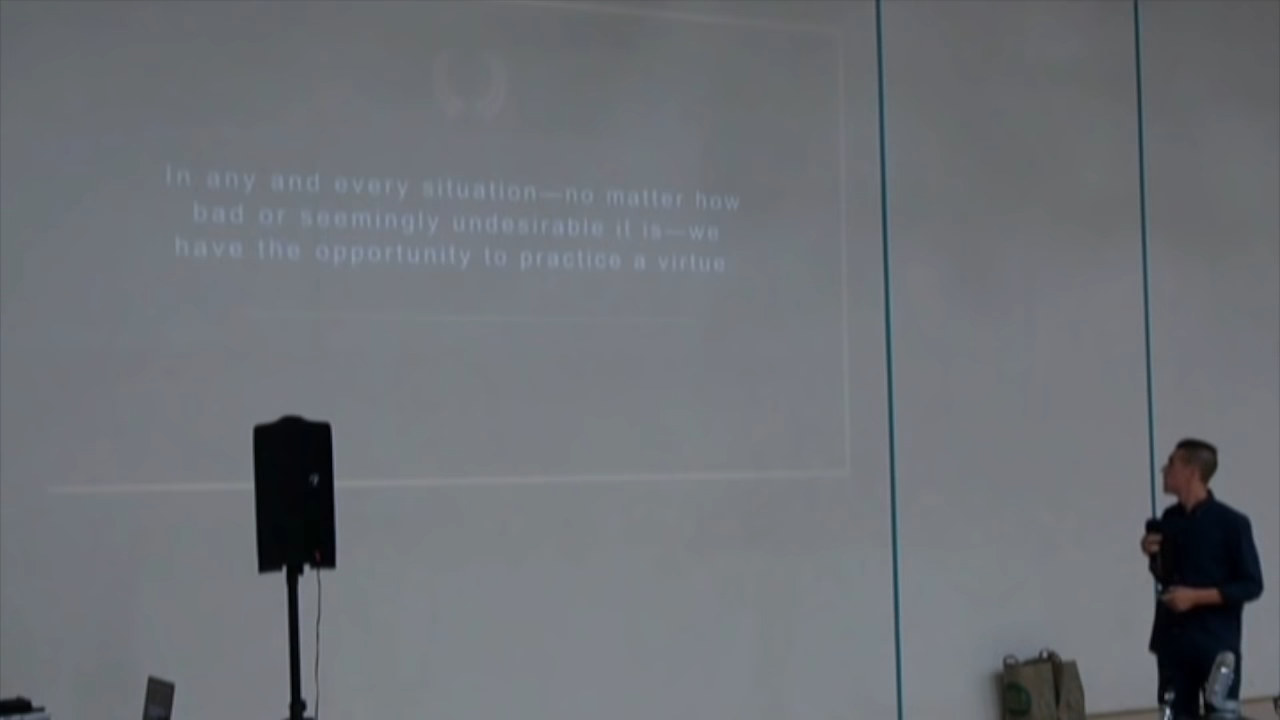 In any and every situation—no matter how
bad or seemingly undesirable it is—we
have the opportunity to practice a virtue